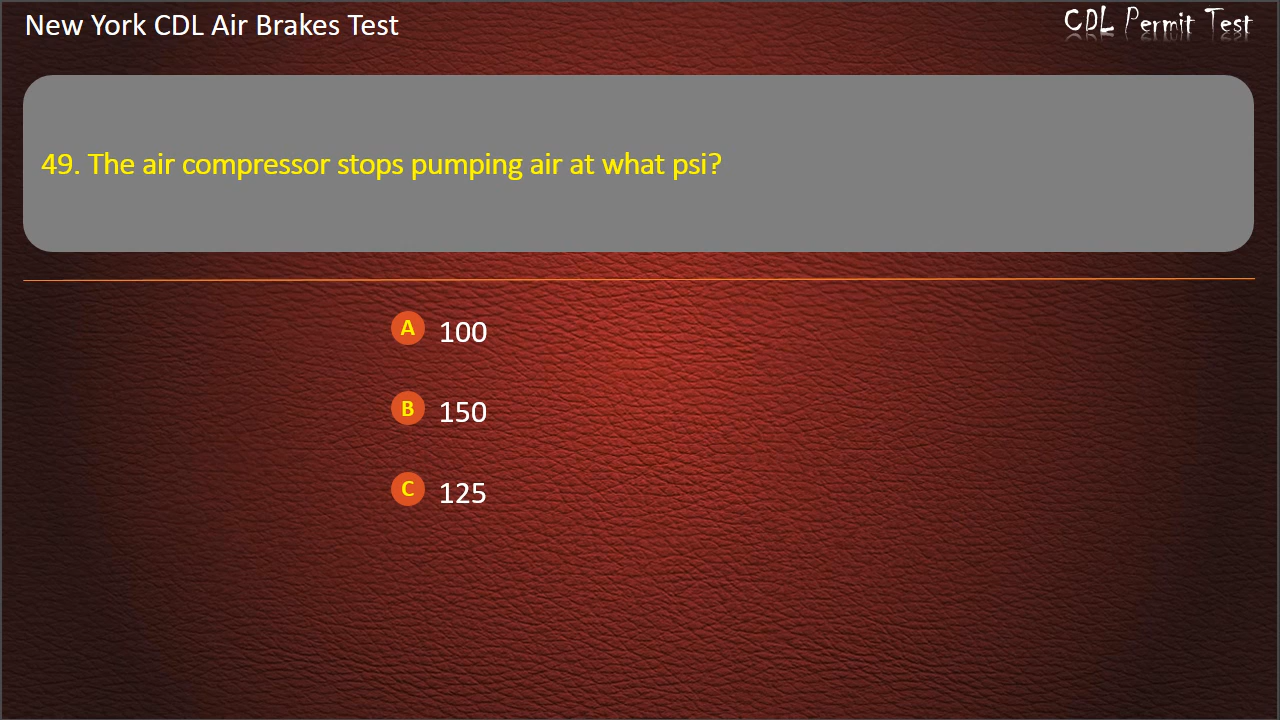 New York CDL Air Brakes Test
CDL Permit Test
49. The air compressor stops pumping air at what psi?
A 100
B 150
C 125